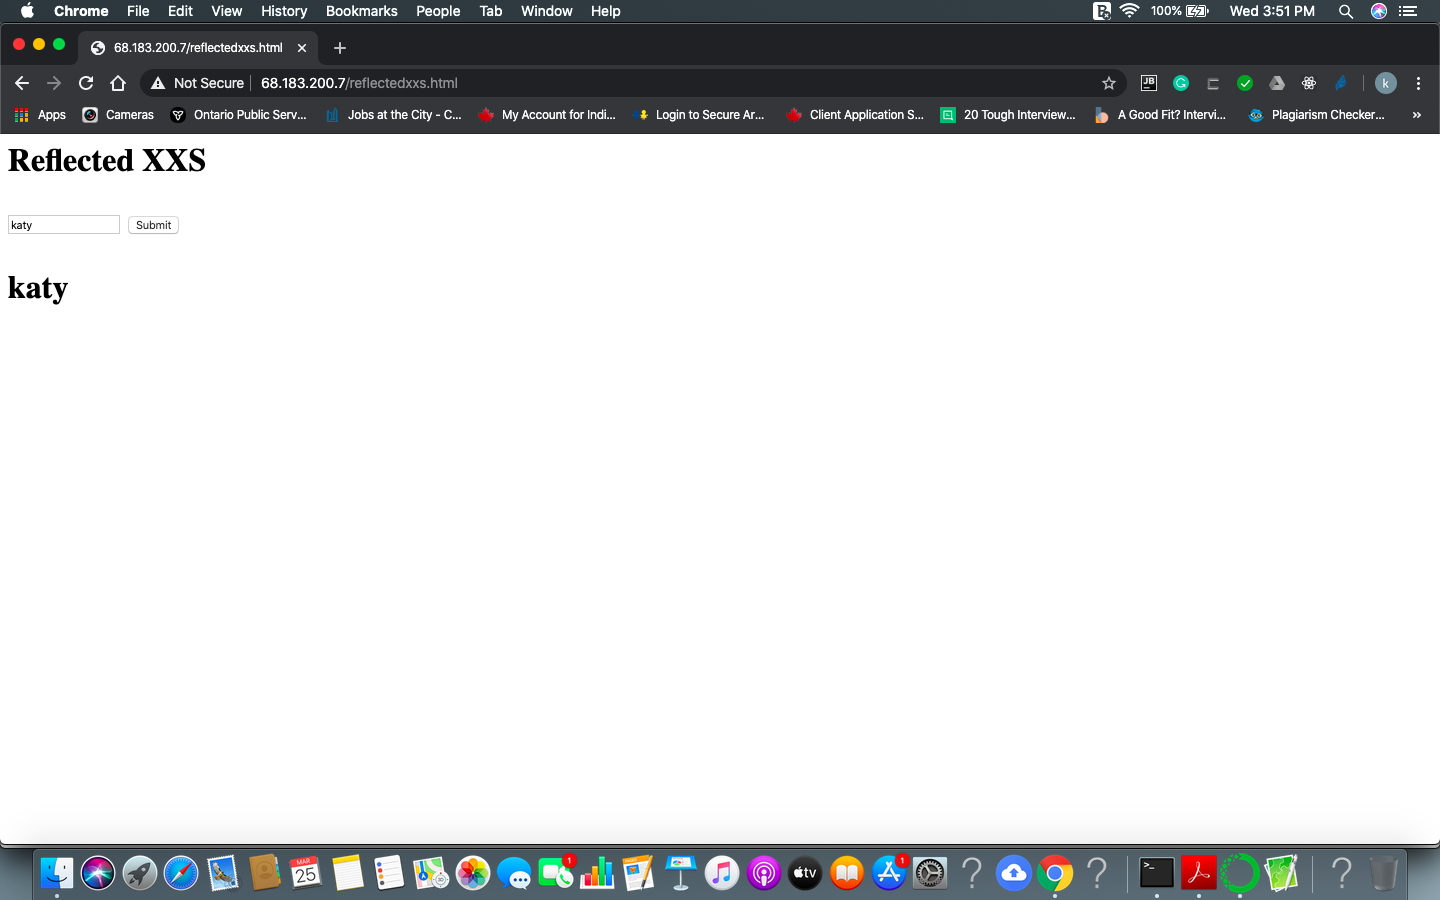 Chrome File Edit View History Bookmarks People Tab Window Help 100% Wed 3:51 PM
68.183.200.7/reflectedxxs.html
Not Secure 68.183.200.7/reflectedxxs.html JB k
Apps Cameras Ontario Public Serv... Jobs at the City - C... My Account for Indi... Login to Secure Ar... Client Application S... 20 Tough Interview... A Good Fit? Intervi... Plagiarism Checker... »
Reflected XXS
katy Submit
katy
MAR 1 tv 1
25